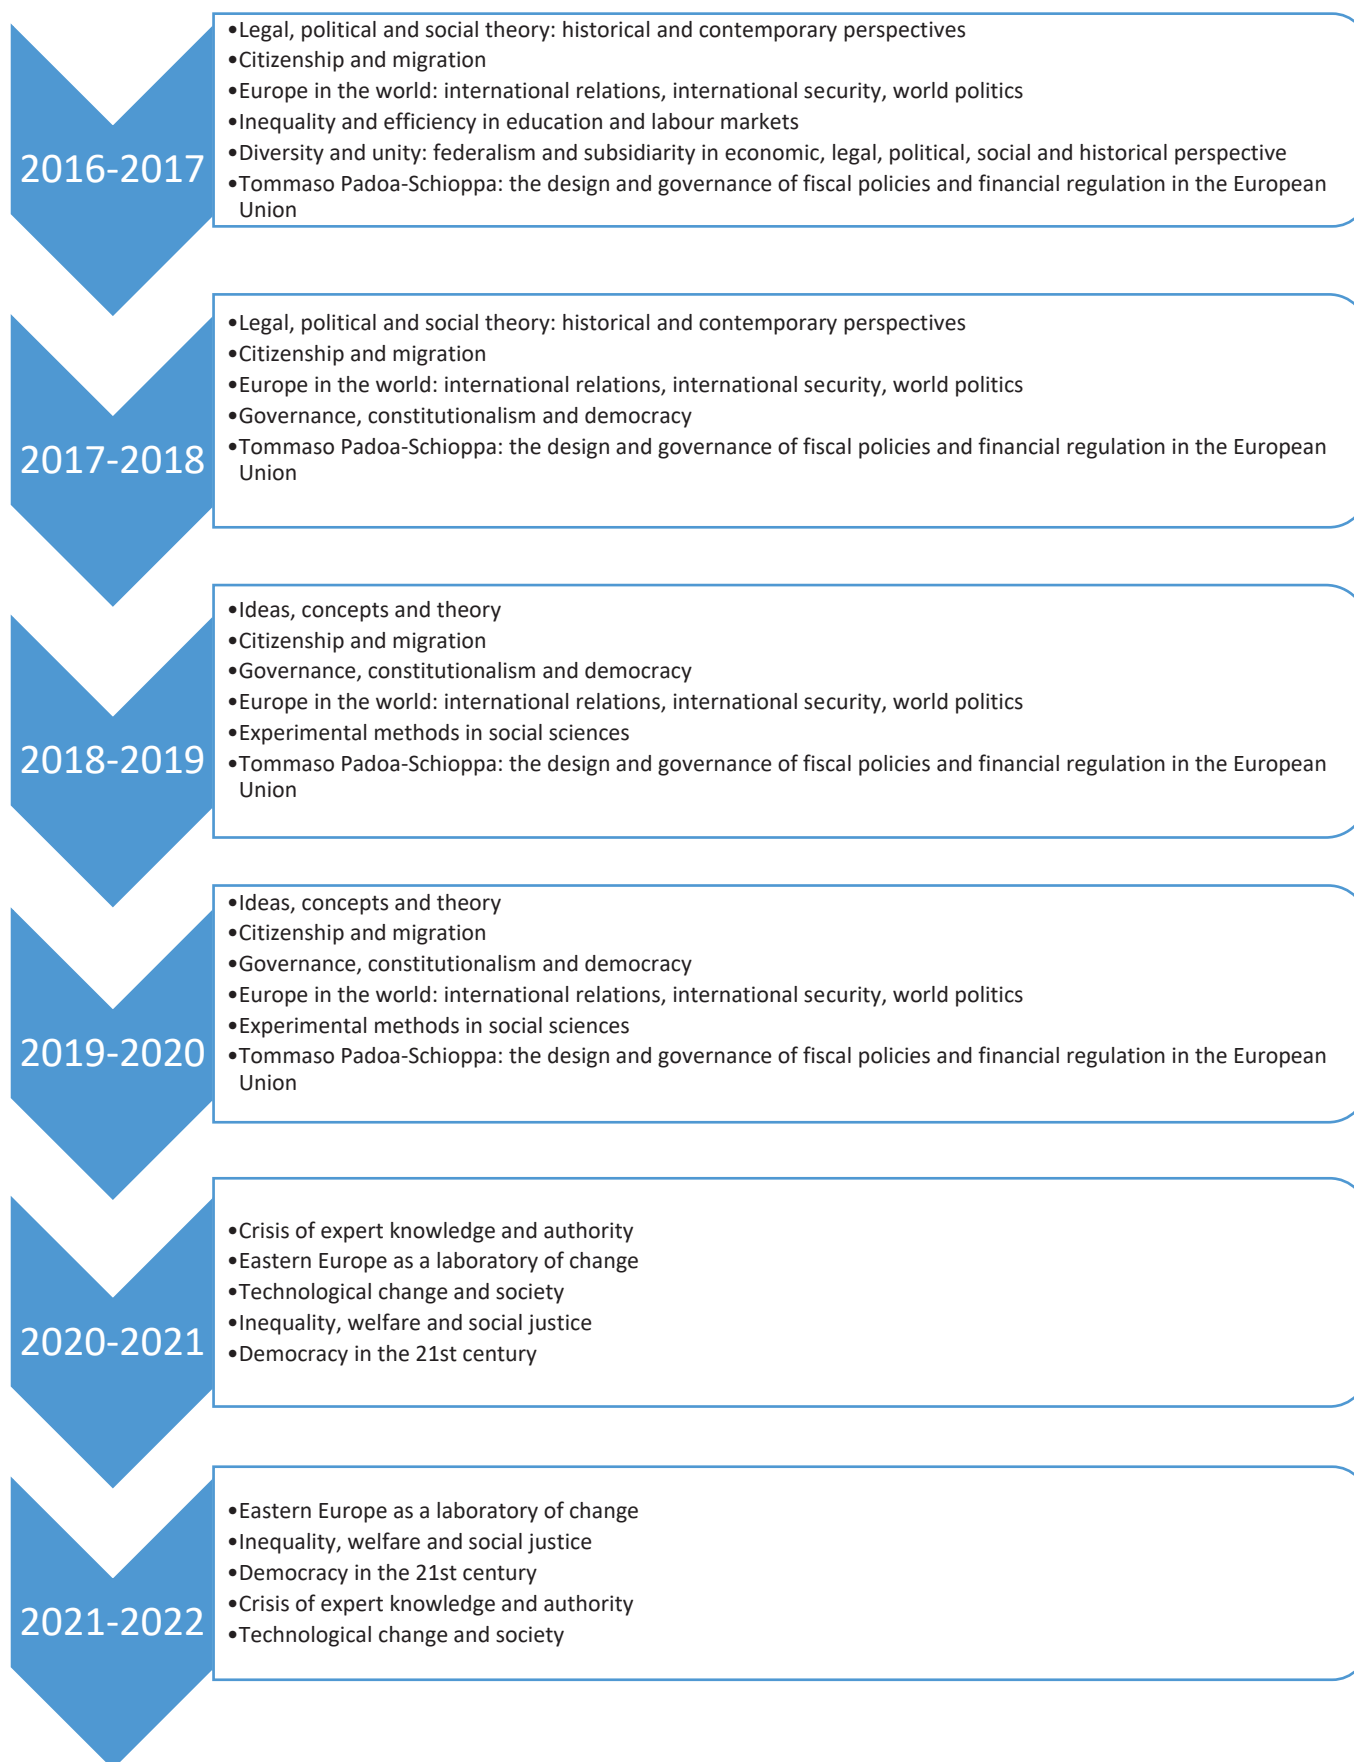 2016-2017
•Legal, political and social theory: historical and contemporary perspectives
•Citizenship and migration
•Europe in the world: international relations, international security, world politics
•Inequality and efficiency in education and labour markets
•Diversity and unity: federalism and subsidiarity in economic, legal, political, social and historical perspective
•Tommaso Padoa-Schioppa: the design and governance of fiscal policies and financial regulation in the European
Union
2017-2018
•Legal, political and social theory: historical and contemporary perspectives
•Citizenship and migration
•Europe in the world: international relations, international security, world politics
•Governance, constitutionalism and democracy
•Tommaso Padoa-Schioppa: the design and governance of fiscal policies and financial regulation in the European
Union
2018-2019
•Ideas, concepts and theory
•Citizenship and migration
•Governance, constitutionalism and democracy
•Europe in the world: international relations, international security, world politics
•Experimental methods in social sciences
•Tommaso Padoa-Schioppa: the design and governance of fiscal policies and financial regulation in the European
Union
2019-2020
•Ideas, concepts and theory
•Citizenship and migration
•Governance, constitutionalism and democracy
•Europe in the world: international relations, international security, world politics
•Experimental methods in social sciences
•Tommaso Padoa-Schioppa: the design and governance of fiscal policies and financial regulation in the European
Union
2020-2021
•Crisis of expert knowledge and authority
•Eastern Europe as a laboratory of change
•Technological change and society
•Inequality, welfare and social justice
•Democracy in the 21st century
2021-2022
•Eastern Europe as a laboratory of change
•Inequality, welfare and social justice
•Democracy in the 21st century
•Crisis of expert knowledge and authority
•Technological change and society